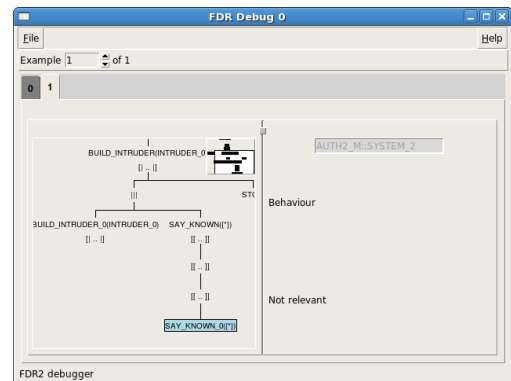 FDR Debug 0
File Help
Example 1 of 1
0 1
AUTH2_M::SYSTEM_2
BUILD_INTRUDER(INTRUDER_0
[| .. |]
||| STO
Behaviour
BUILD_INTRUDER_0(INTRUDER_0) SAY_KNOWN({*})
[| .. |] [[ .. ]]
[[ .. ]]
[[ .. ]]
Not relevant
SAY_KNOWN_0({*})
FDR2 debugger